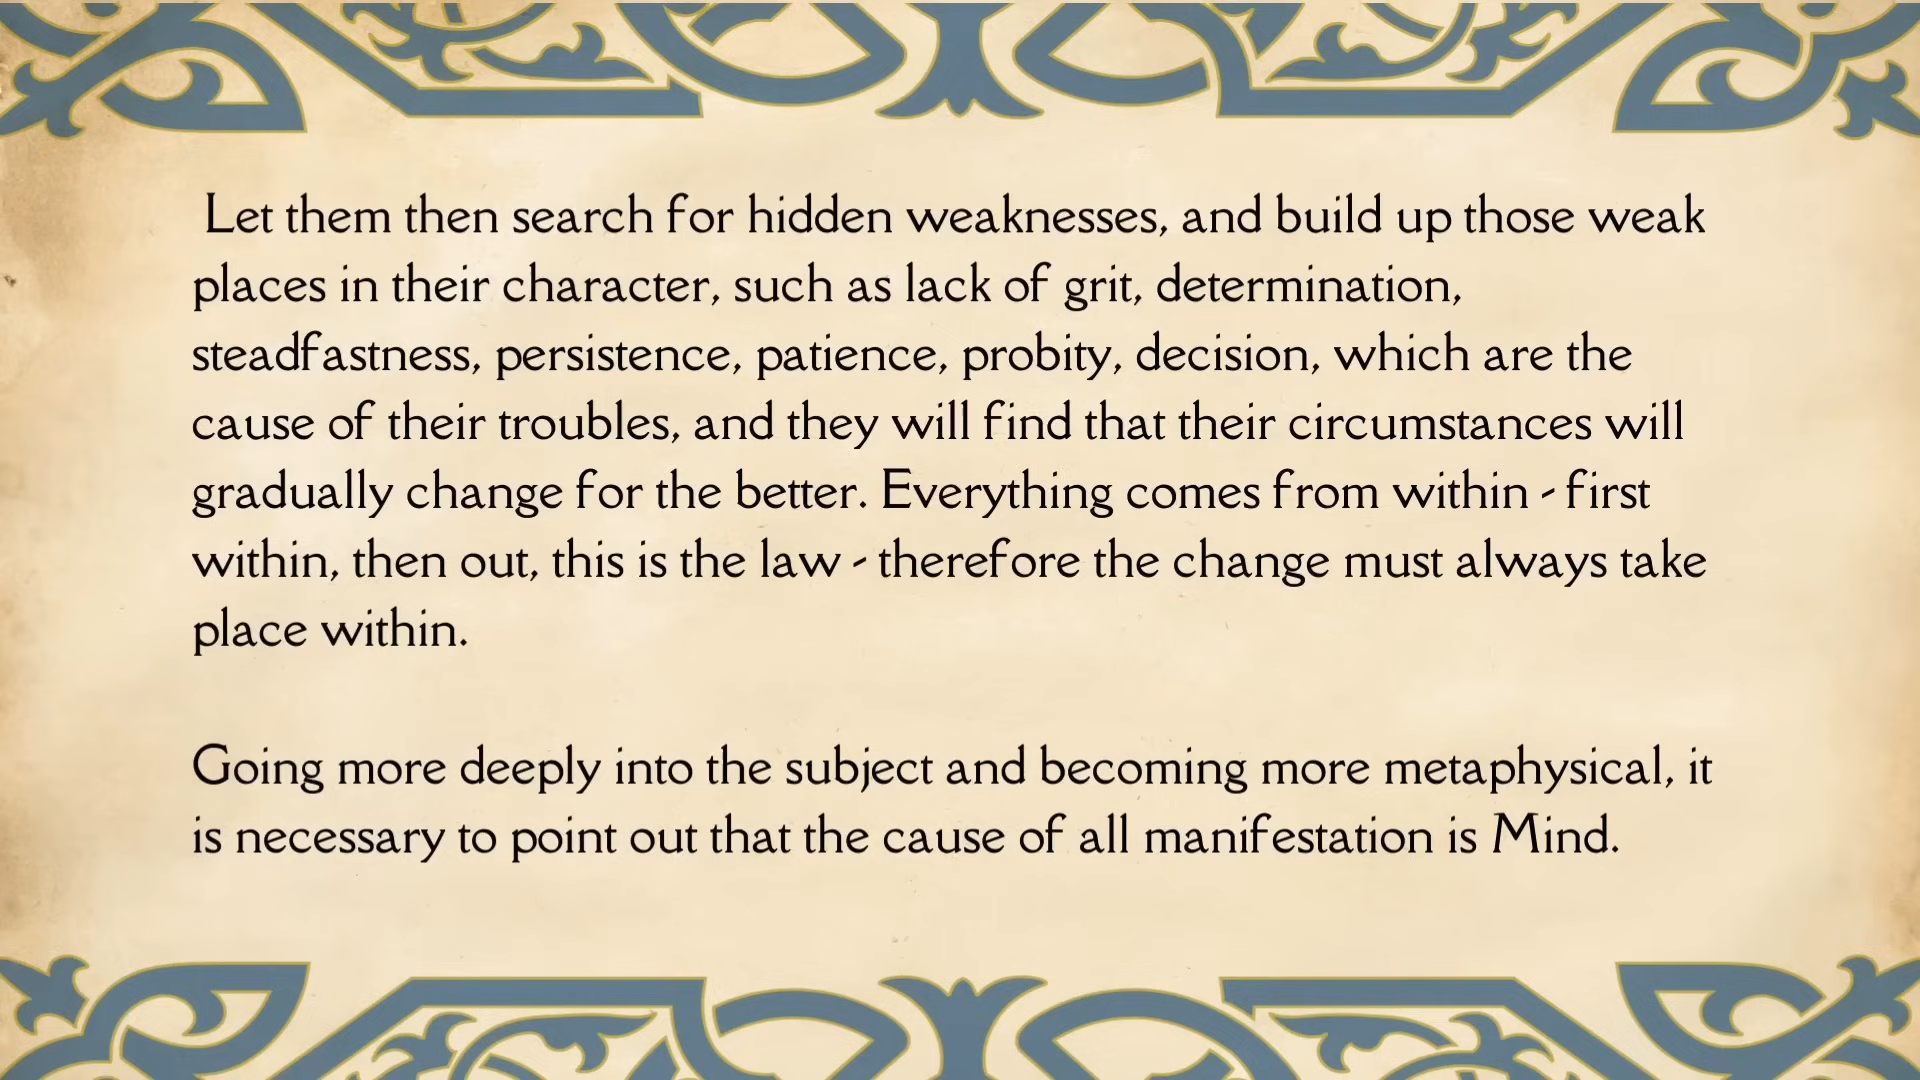 Let them then search for hidden weaknesses, and build up those weak
places in their character, such as lack of grit, determination,
steadfastness, persistence, patience, probity, decision, which are the
cause of their troubles, and they will find that their circumstances will
gradually change for the better. Everything comes from within - first
within, then out, this is the law - therefore the change must always take
place within.
Going more deeply into the subject and becoming more metaphysical, it
is necessary to point out that the cause of all manifestation is Mind.